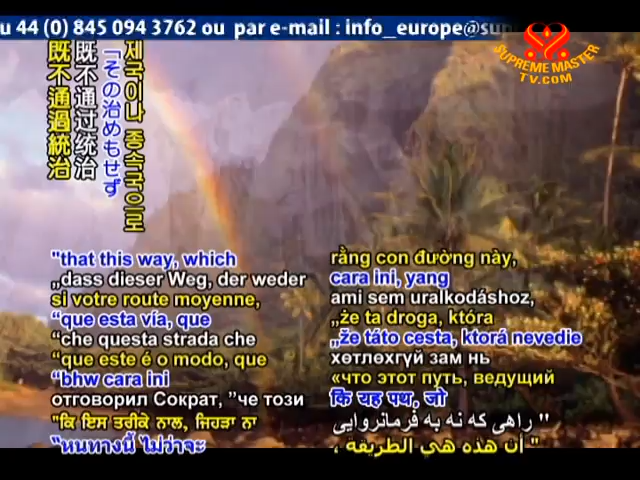 u 44 (0) 845 094 3762 ou par e-mail : info_europe@su
SUPREME MASTER
TV.COM
제국이나 종속국으로
「その治めもせず
既不通过统治
既不通過統治
"that this way, which
„dass dieser Weg, der weder
si votre route moyenne,
"que esta vía, que
"che questa strada che
"que este é o modo, que
"bhw cara ini
отговорил Сократ, ”че този
"ਕਿ ਇਸ ਤਰੀਕੇ ਨਾਲ, ਜਿਹੜਾ ਨਾ
"หนทางนี้ ไม่ว่าจะ
rằng con đường này,
cara ini, yang
ami sem uralkodáshoz,
„że ta droga, która
„že táto cesta, ktorá nevedie
хөтлөхгүй зам нь
«что этот путь, ведущий
कि यह पथ, जो
" راهی که نه به فرمانروایی
" أن هذه هي الطريقة ،